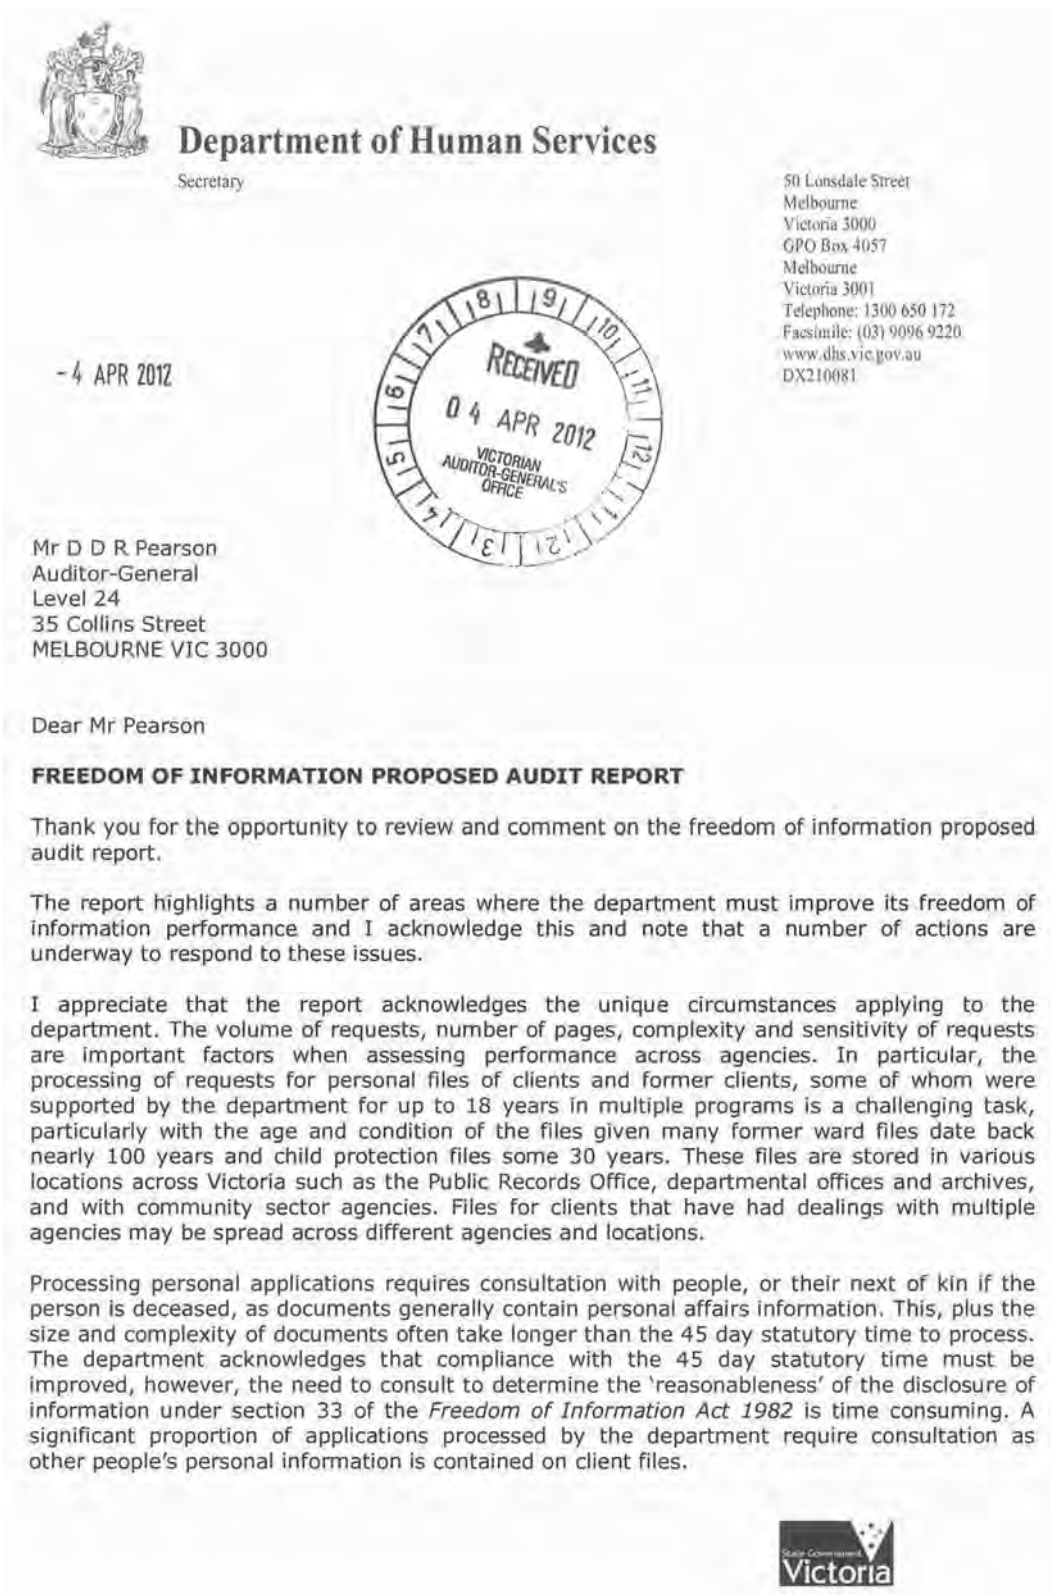 Department of Human Services
Secretary
50 Lonsdale Street
Melbourne
Victoria 3000
GPO Box 4057
Melbourne
Victoria 3001
Telephone: 1300 650 172
Facsimile: (03) 9096 9220
www.dhs.vic.gov.au
DX210081
- 4 APR 2012
8 9 10 11 12 1 2 3 4 5 6 7
RECEIVED
04 APR 2012
VICTORIAN
AUDITOR-GENERAL'S
OFFICE
Mr D D R Pearson
Auditor-General
Level 24
35 Collins Street
MELBOURNE VIC 3000
Dear Mr Pearson
FREEDOM OF INFORMATION PROPOSED AUDIT REPORT
Thank you for the opportunity to review and comment on the freedom of information proposed
audit report.
The report highlights a number of areas where the department must improve its freedom of
information performance and I acknowledge this and note that a number of actions are
underway to respond to these issues.
I appreciate that the report acknowledges the unique circumstances applying to the
department. The volume of requests, number of pages, complexity and sensitivity of requests
are important factors when assessing performance across agencies. In particular, the
processing of requests for personal files of clients and former clients, some of whom were
supported by the department for up to 18 years in multiple programs is a challenging task,
particularly with the age and condition of the files given many former ward files date back
nearly 100 years and child protection files some 30 years. These files are stored in various
locations across Victoria such as the Public Records Office, departmental offices and archives,
and with community sector agencies. Files for clients that have had dealings with multiple
agencies may be spread across different agencies and locations.
Processing personal applications requires consultation with people, or their next of kin if the
person is deceased, as documents generally contain personal affairs information. This, plus the
size and complexity of documents often take longer than the 45 day statutory time to process.
The department acknowledges that compliance with the 45 day statutory time must be
improved, however, the need to consult to determine the 'reasonableness' of the disclosure of
information under section 33 of the Freedom of Information Act 1982 is time consuming. A
significant proportion of applications processed by the department require consultation as
other people's personal information is contained on client files.
State Government
Victoria